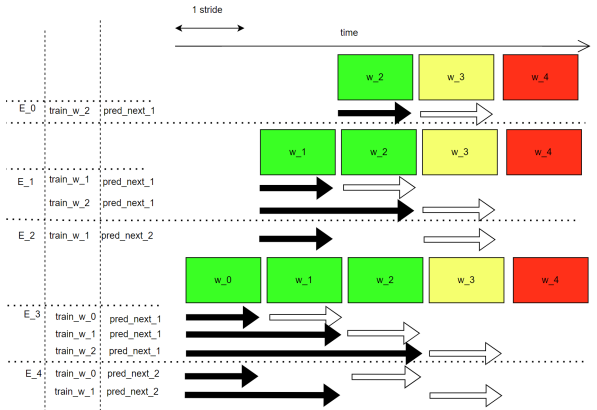 1 stride
time
w_2 w_3 w_4
E_0 train_w_2 pred_next_1
w_1 w_2 w_3 w_4
E_1 train_w_1 pred_next_1
train_w_2 pred_next_1
E_2 train_w_1 pred_next_2
w_0 w_1 w_2 w_3 w_4
E_3 train_w_0 pred_next_1
train_w_1 pred_next_1
train_w_2 pred_next_1
E_4 train_w_0 pred_next_2
train_w_1 pred_next_2